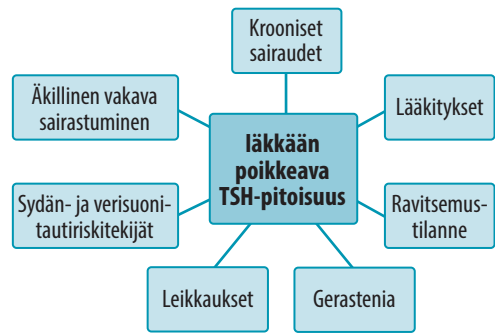 Krooniset
sairaudet
Äkillinen vakava
sairastuminen
Lääkitykset
Iäkkään
poikkeava
TSH-pitoisuus
Sydän- ja verisuoni-
tautiriskitekijät
Ravitsemus-
tilanne
Leikkaukset
Gerastenia